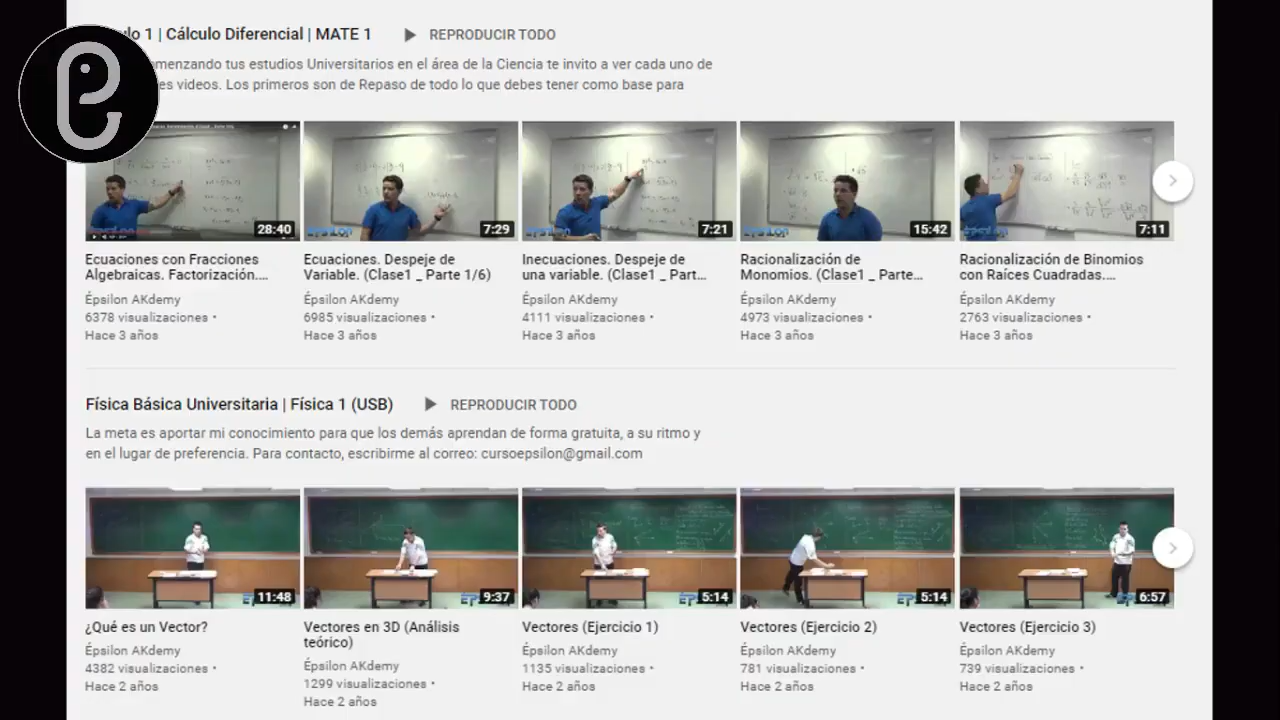 ulo 1 | Cálculo Diferencial | MATE 1
REPRODUCIR TODO
menzando tus estudios Universitarios en el área de la Ciencia te invito a ver cada uno de
es videos. Los primeros son de Repaso de todo lo que debes tener como base para
28:40
7:29
7:21
15:42
7:11
Ecuaciones con Fracciones
Algebraicas. Factorización....
Épsilon AKdemy
6378 visualizaciones •
Hace 3 años
Ecuaciones. Despeje de
Variable. (Clase1 _ Parte 1/6)
Épsilon AKdemy
6985 visualizaciones •
Hace 3 años
Inecuaciones. Despeje de
una variable. (Clase1 _ Part...
Épsilon AKdemy
4111 visualizaciones •
Hace 3 años
Racionalización de
Monomios. (Clase1 _ Parte...
Épsilon AKdemy
4973 visualizaciones •
Hace 3 años
Racionalización de Binomios
con Raíces Cuadradas....
Épsilon AKdemy
2763 visualizaciones •
Hace 3 años
Física Básica Universitaria | Física 1 (USB)
REPRODUCIR TODO
La meta es aportar mi conocimiento para que los demás aprendan de forma gratuita, a su ritmo y
en el lugar de preferencia. Para contacto, escribirme al correo: cursoepsilon@gmail.com
11:48
9:37
5:14
5:14
6:57
¿Qué es un Vector?
Épsilon AKdemy
4382 visualizaciones •
Hace 2 años
Vectores en 3D (Análisis
teórico)
Épsilon AKdemy
1299 visualizaciones •
Hace 2 años
Vectores (Ejercicio 1)
Épsilon AKdemy
1135 visualizaciones •
Hace 2 años
Vectores (Ejercicio 2)
Épsilon AKdemy
781 visualizaciones •
Hace 2 años
Vectores (Ejercicio 3)
Épsilon AKdemy
739 visualizaciones •
Hace 2 años